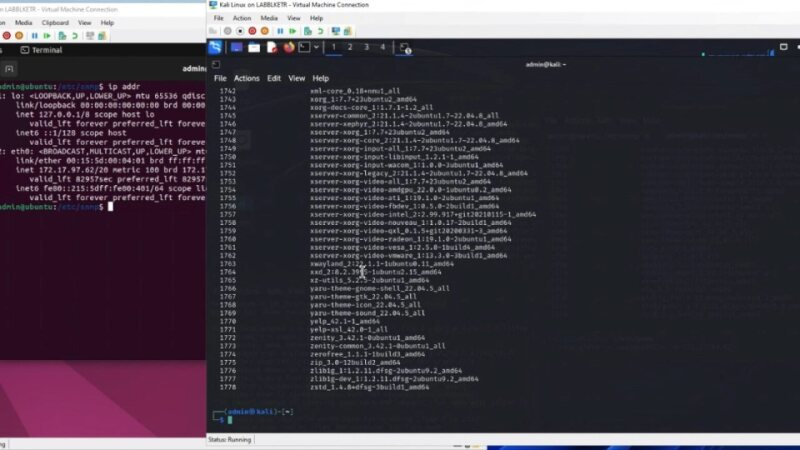 on LABBLKETR - Virtual Machine Connection
Media Clipboard View Help
Terminal
admin
admin@ubuntu:/etc/snmp$ ip addr
: lo: <LOOPBACK,UP,LOWER_UP> mtu 65536 qdisc
link/loopback 00:00:00:00:00:00 brd 00:00
inet 127.0.0.1/8 scope host lo
valid_lft forever preferred_lft forever
inet6 ::1/128 scope host
valid_lft forever preferred_lft forever
2: eth0: <BROADCAST,MULTICAST,UP,LOWER_UP> mt
link/ether 00:15:5d:00:04:01 brd ff:ff:ff
inet 172.17.97.62/20 metric 100 brd 172.1
valid_lft 82957sec preferred_lft 82957
inet6 fe80::215:5dff:fe00:401/64 scope li
valid_lft forever preferred_lft forever
admin@ubuntu:/etc/snmp$
Kali Linux on LABBLKETR - Virtual Machine Connection
File Action Media View Help
1 2 3 4
admin@kali: ~
File Actions Edit View Help
1742 xml-core_0.18+nmu1_all
1743 xorg_1:7.7+23ubuntu2_amd64
1744 xorg-docs-core_1:1.7.1-1.2_all
1745 xserver-common_2:21.1.4-2ubuntu1.7~22.04.8_all
1746 xserver-xephyr_2:21.1.4-2ubuntu1.7~22.04.8_amd64
1747 xserver-xorg_1:7.7+23ubuntu2_amd64
1748 xserver-xorg-core_2:21.1.4-2ubuntu1.7~22.04.8_amd64
1749 xserver-xorg-input-all_1:7.7+23ubuntu2_amd64
1750 xserver-xorg-input-libinput_1.2.1-1_amd64
1751 xserver-xorg-input-wacom_1:1.0.0-3ubuntu1_amd64
1752 xserver-xorg-legacy_2:21.1.4-2ubuntu1.7~22.04.8_amd64
1753 xserver-xorg-video-all_1:7.7+23ubuntu2_amd64
1754 xserver-xorg-video-amdgpu_22.0.0-1ubuntu0.2_amd64
1755 xserver-xorg-video-ati_1:19.1.0-2ubuntu1_amd64
1756 xserver-xorg-video-fbdev_1:0.5.0-2build1_amd64
1757 xserver-xorg-video-intel_2:2.99.917+git20210115-1_amd64
1758 xserver-xorg-video-nouveau_1:1.0.17-2build1_amd64
1759 xserver-xorg-video-qxl_0.1.5+git20200331-3_amd64
1760 xserver-xorg-video-radeon_1:19.1.0-2ubuntu1_amd64
1761 xserver-xorg-video-vesa_1:2.5.0-1build4_amd64
1762 xserver-xorg-video-vmware_1:13.3.0-3build1_amd64
1763 xwayland_2:22.1.1-1ubuntu0.11_amd64
1764 xxd_2:8.2.3995-1ubuntu2.15_amd64
1765 xz-utils_5.2.5-2ubuntu1_amd64
1766 yaru-theme-gnome-shell_22.04.5_all
1767 yaru-theme-gtk_22.04.5_all
1768 yaru-theme-icon_22.04.5_all
1769 yaru-theme-sound_22.04.5_all
1770 yelp_42.1-1_amd64
1771 yelp-xsl_42.0-1_all
1772 zenity_3.42.1-0ubuntu1_amd64
1773 zenity-common_3.42.1-0ubuntu1_all
1774 zerofree_1.1.1-1build3_amd64
1775 zip_3.0-12build2_amd64
1776 zlib1g_1:1.2.11.dfsg-2ubuntu9.2_amd64
1777 zlib1g-dev_1:1.2.11.dfsg-2ubuntu9.2_amd64
1778 zstd_1.4.8+dfsg-3build1_amd64
(admin㉿kali)-[~]
$
Status: Running